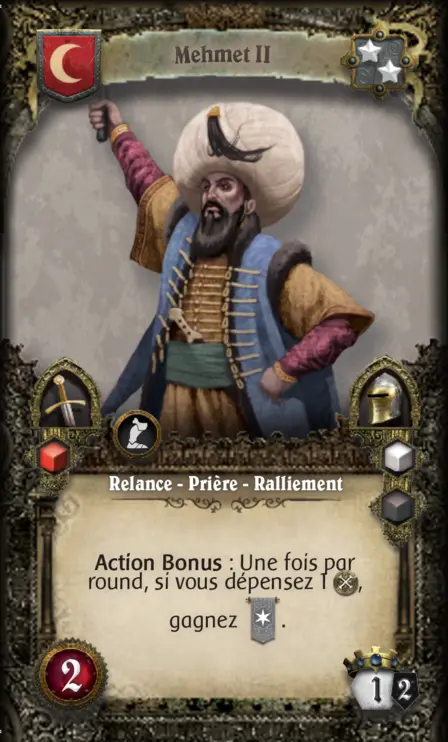 Mehmet II
Relance - Prière - Ralliement
Action Bonus : Une fois par
round, si vous dépensez 1 ,
gagnez .
2
1 2